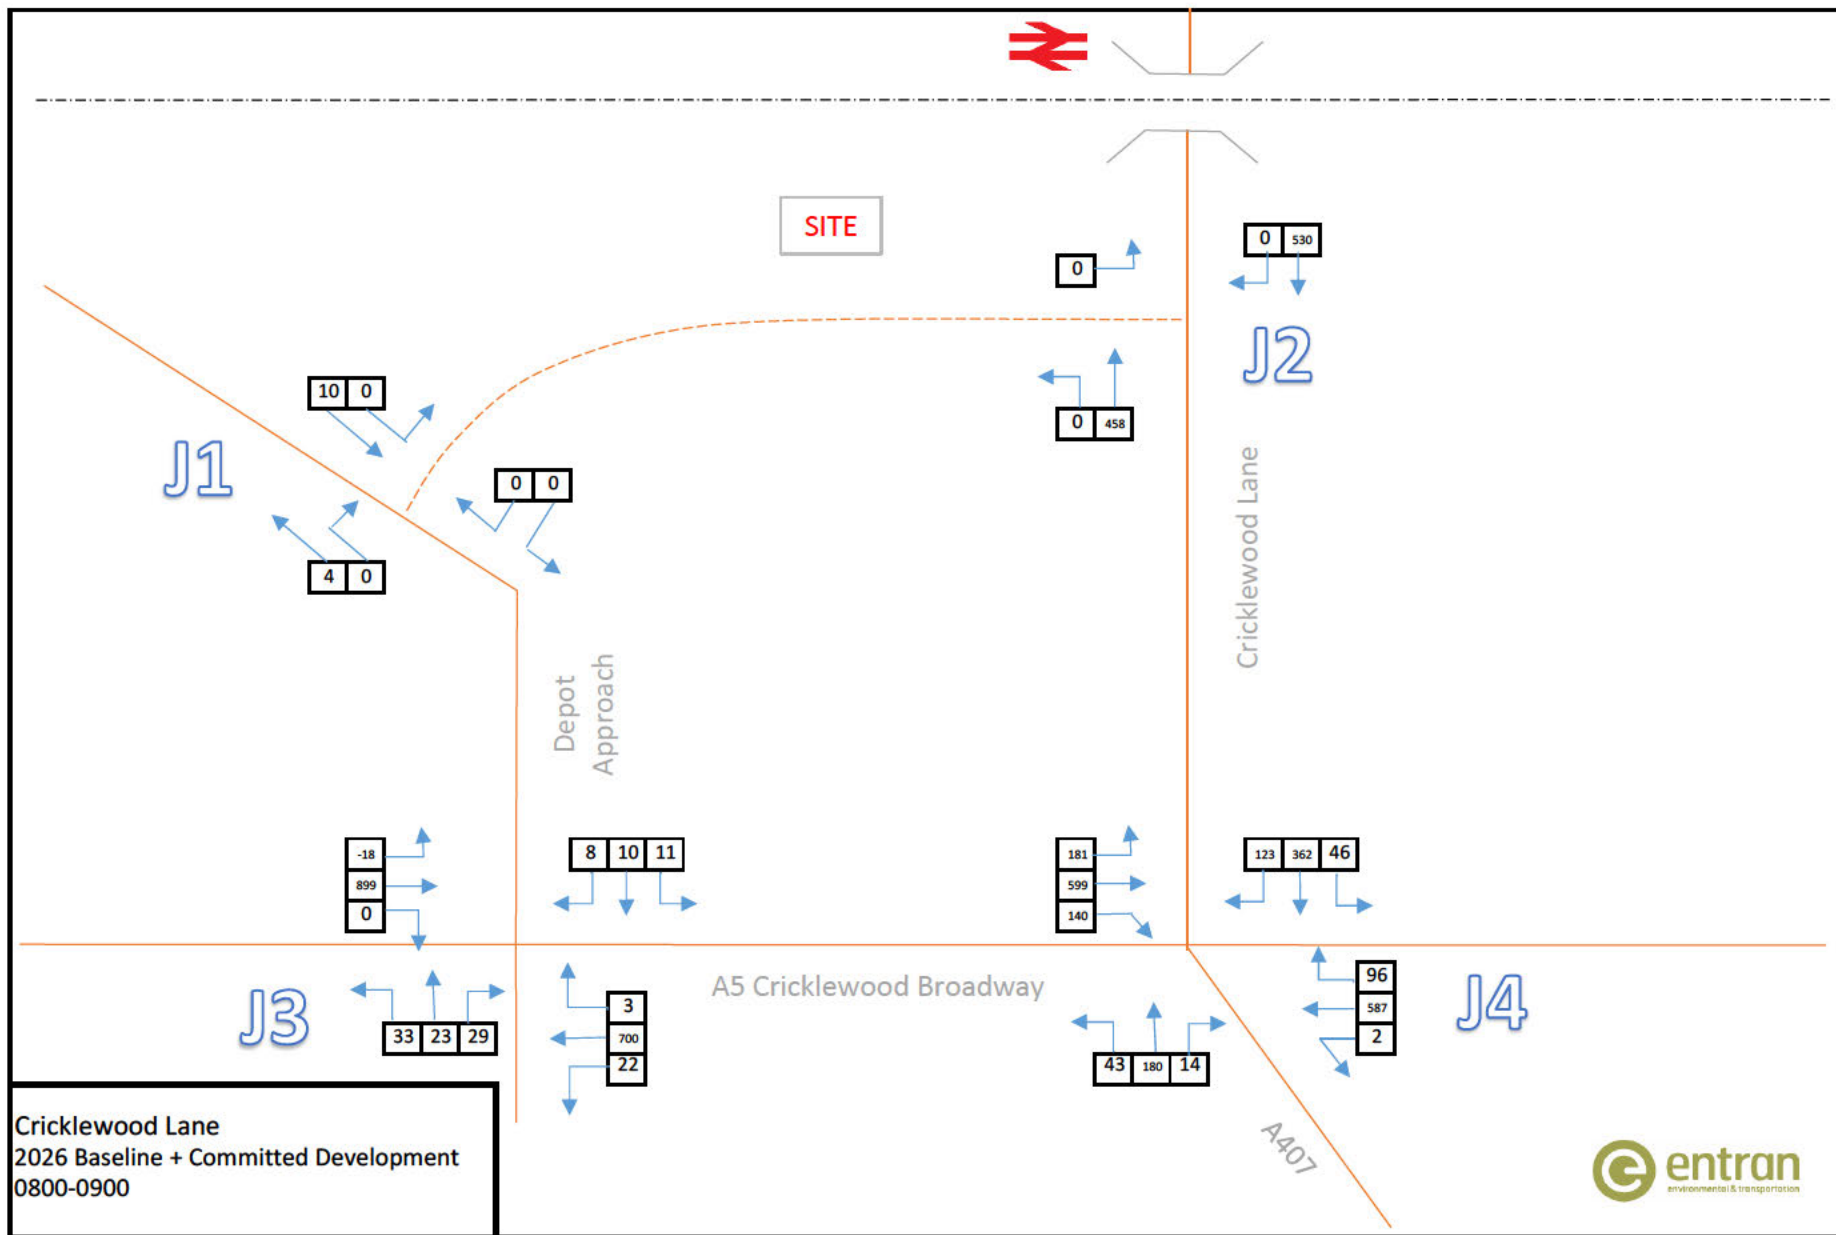 SITE
0 530
0
J2
0 458
10 0
J1
0 0
4 0
Cricklewood Lane
Depot
Approach
-18
899
0
8 10 11
181
599
140
123 362 46
J3
33 23 29
3
700
22
A5 Cricklewood Broadway
43 180 14
96
587
2
J4
A407
Cricklewood Lane
2026 Baseline + Committed Development
0800-0900
entran
environmental & transportation